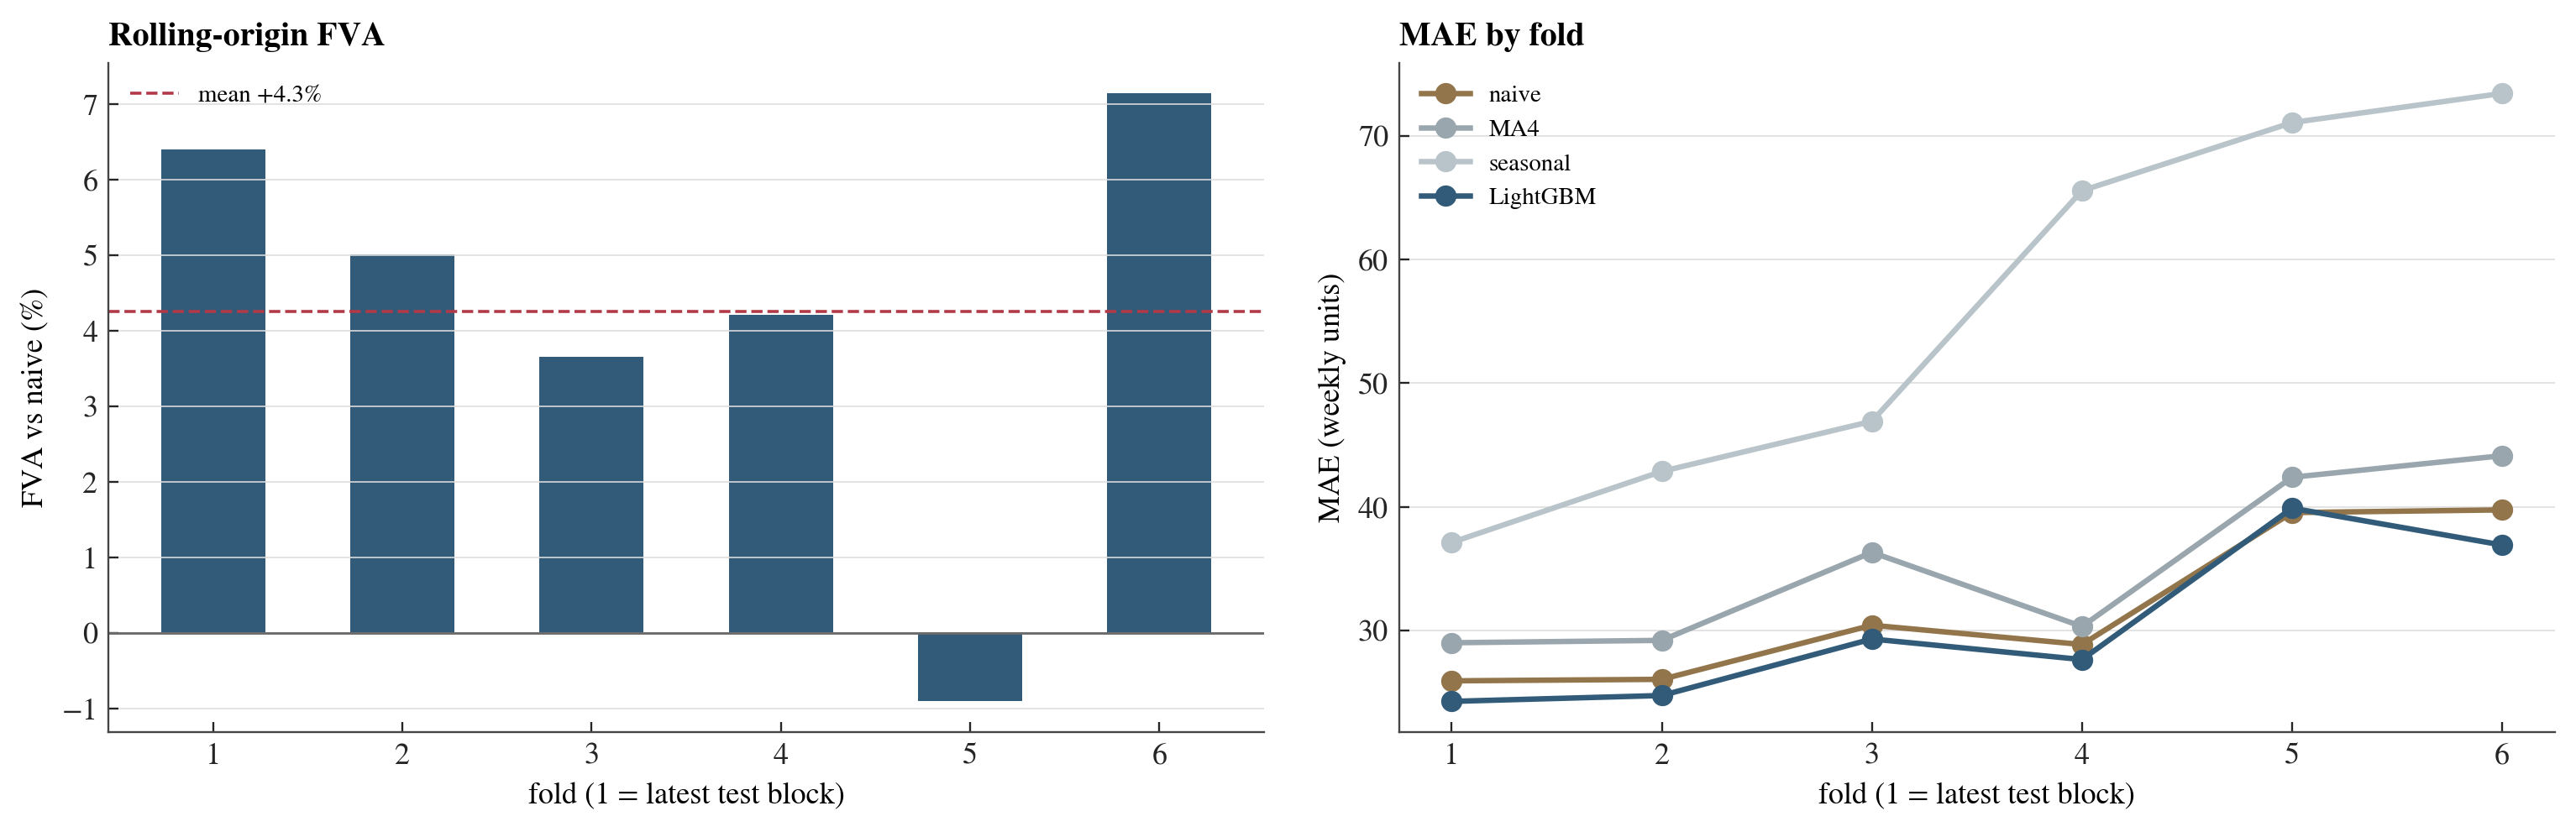 Rolling-origin FVA
mean +4.3%
7
6
5
4
3
2
1
0
−1
FVA vs naive (%)
1 2 3 4 5 6
fold (1 = latest test block)
MAE by fold
naive
MA4
seasonal
LightGBM
70
60
50
40
30
MAE (weekly units)
1 2 3 4 5 6
fold (1 = latest test block)